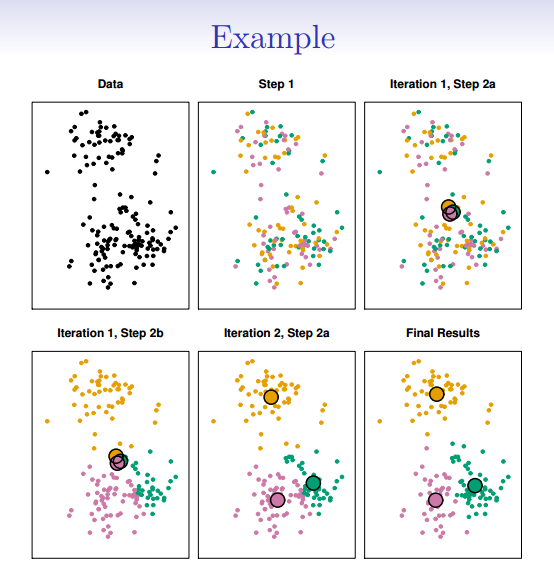 Example
Data
Step 1
Iteration 1, Step 2a
Iteration 1, Step 2b
Iteration 2, Step 2a
Final Results